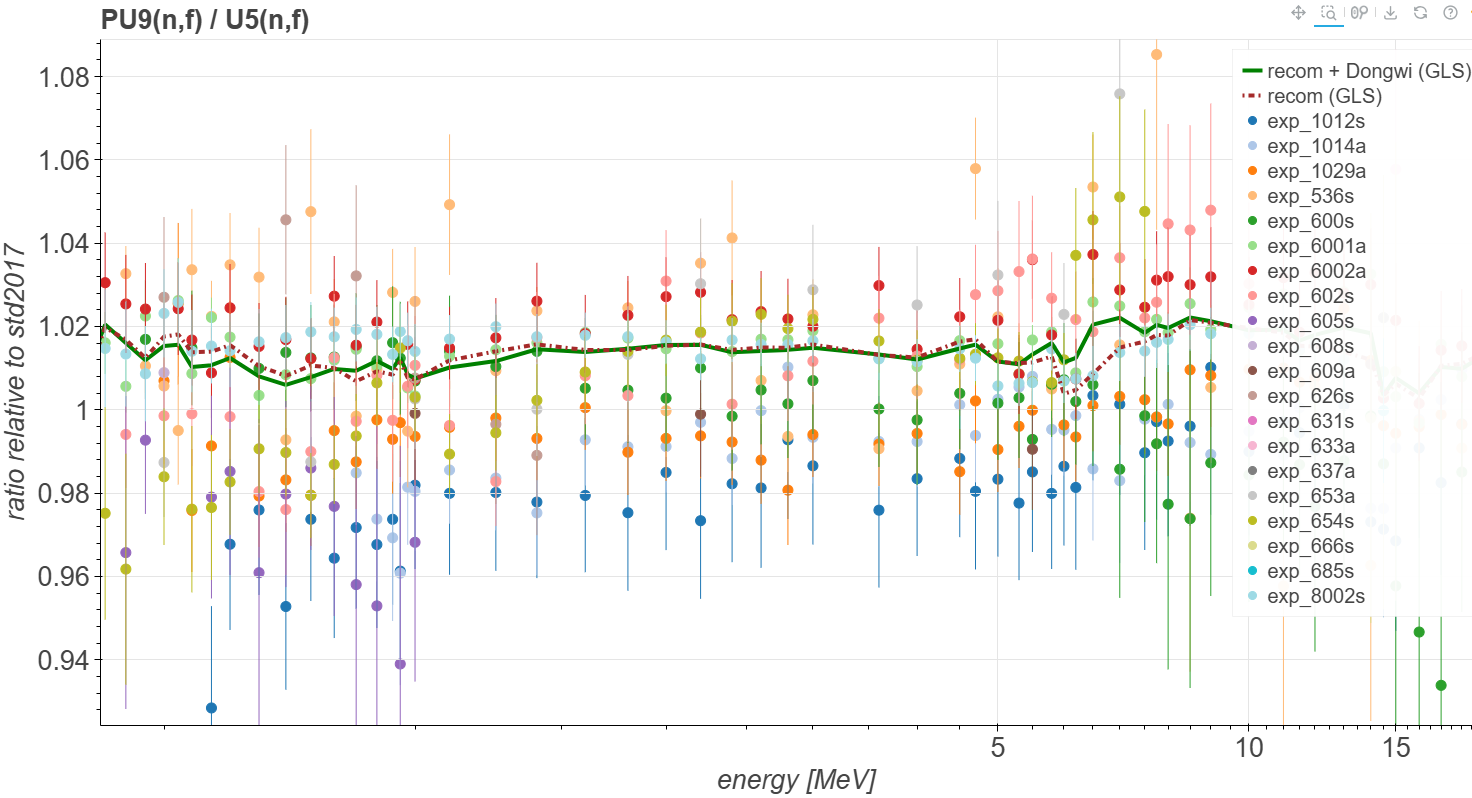 PU9(n,f) / U5(n,f)
1.08
1.06
1.04
1.02
1
0.98
0.96
0.94
ratio relative to std2017
5
10
15
energy [MeV]
recom + Dongwi (GLS)
recom (GLS)
exp_1012s
exp_1014a
exp_1029a
exp_536s
exp_600s
exp_6001a
exp_6002a
exp_602s
exp_605s
exp_608s
exp_609a
exp_626s
exp_631s
exp_633a
exp_637a
exp_653a
exp_654s
exp_666s
exp_685s
exp_8002s